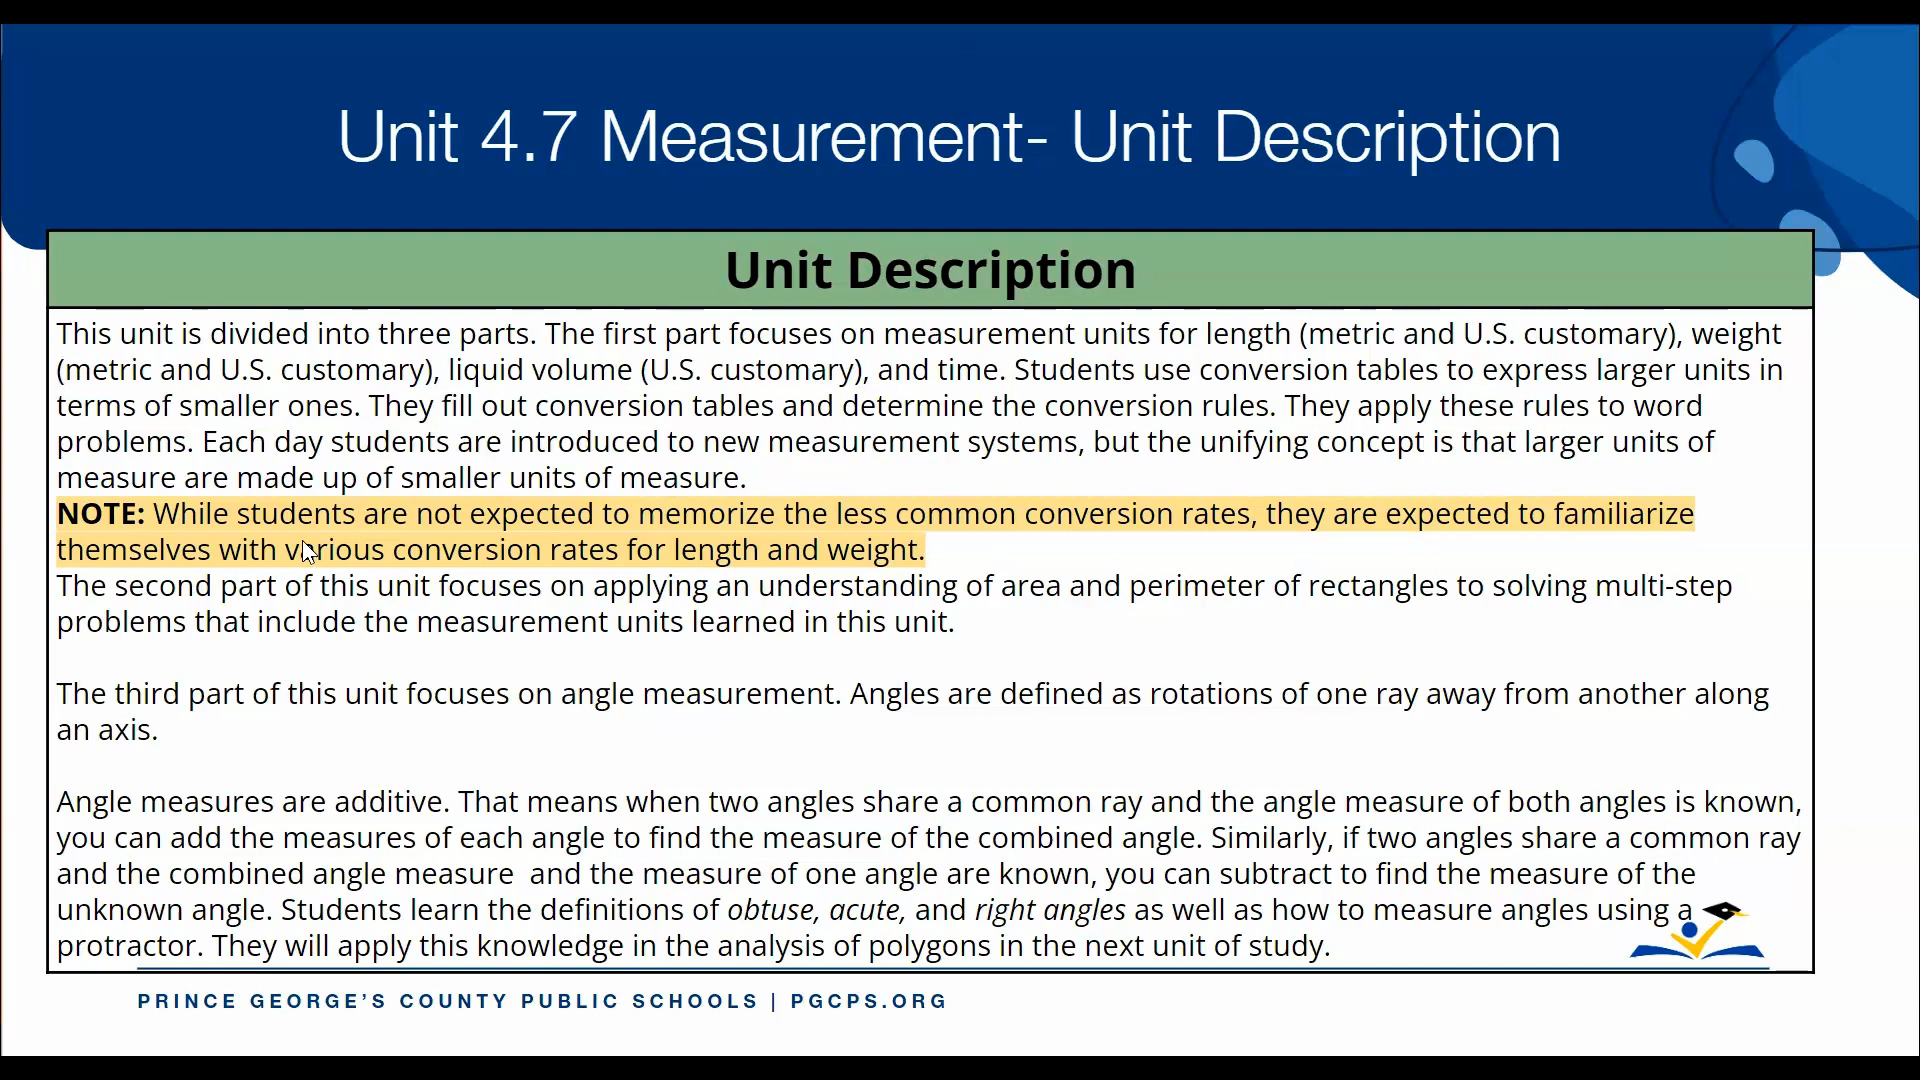 Unit 4.7 Measurement- Unit Description
Unit Description
This unit is divided into three parts. The first part focuses on measurement units for length (metric and U.S. customary), weight
(metric and U.S. customary), liquid volume (U.S. customary), and time. Students use conversion tables to express larger units in
terms of smaller ones. They fill out conversion tables and determine the conversion rules. They apply these rules to word
problems. Each day students are introduced to new measurement systems, but the unifying concept is that larger units of
measure are made up of smaller units of measure.
NOTE: While students are not expected to memorize the less common conversion rates, they are expected to familiarize
themselves with various conversion rates for length and weight.
The second part of this unit focuses on applying an understanding of area and perimeter of rectangles to solving multi-step
problems that include the measurement units learned in this unit.
The third part of this unit focuses on angle measurement. Angles are defined as rotations of one ray away from another along
an axis.
Angle measures are additive. That means when two angles share a common ray and the angle measure of both angles is known,
you can add the measures of each angle to find the measure of the combined angle. Similarly, if two angles share a common ray
and the combined angle measure  and the measure of one angle are known, you can subtract to find the measure of the
unknown angle. Students learn the definitions of obtuse, acute, and right angles as well as how to measure angles using a
protractor. They will apply this knowledge in the analysis of polygons in the next unit of study.
PRINCE GEORGE'S COUNTY PUBLIC SCHOOLS | PGCPS.ORG